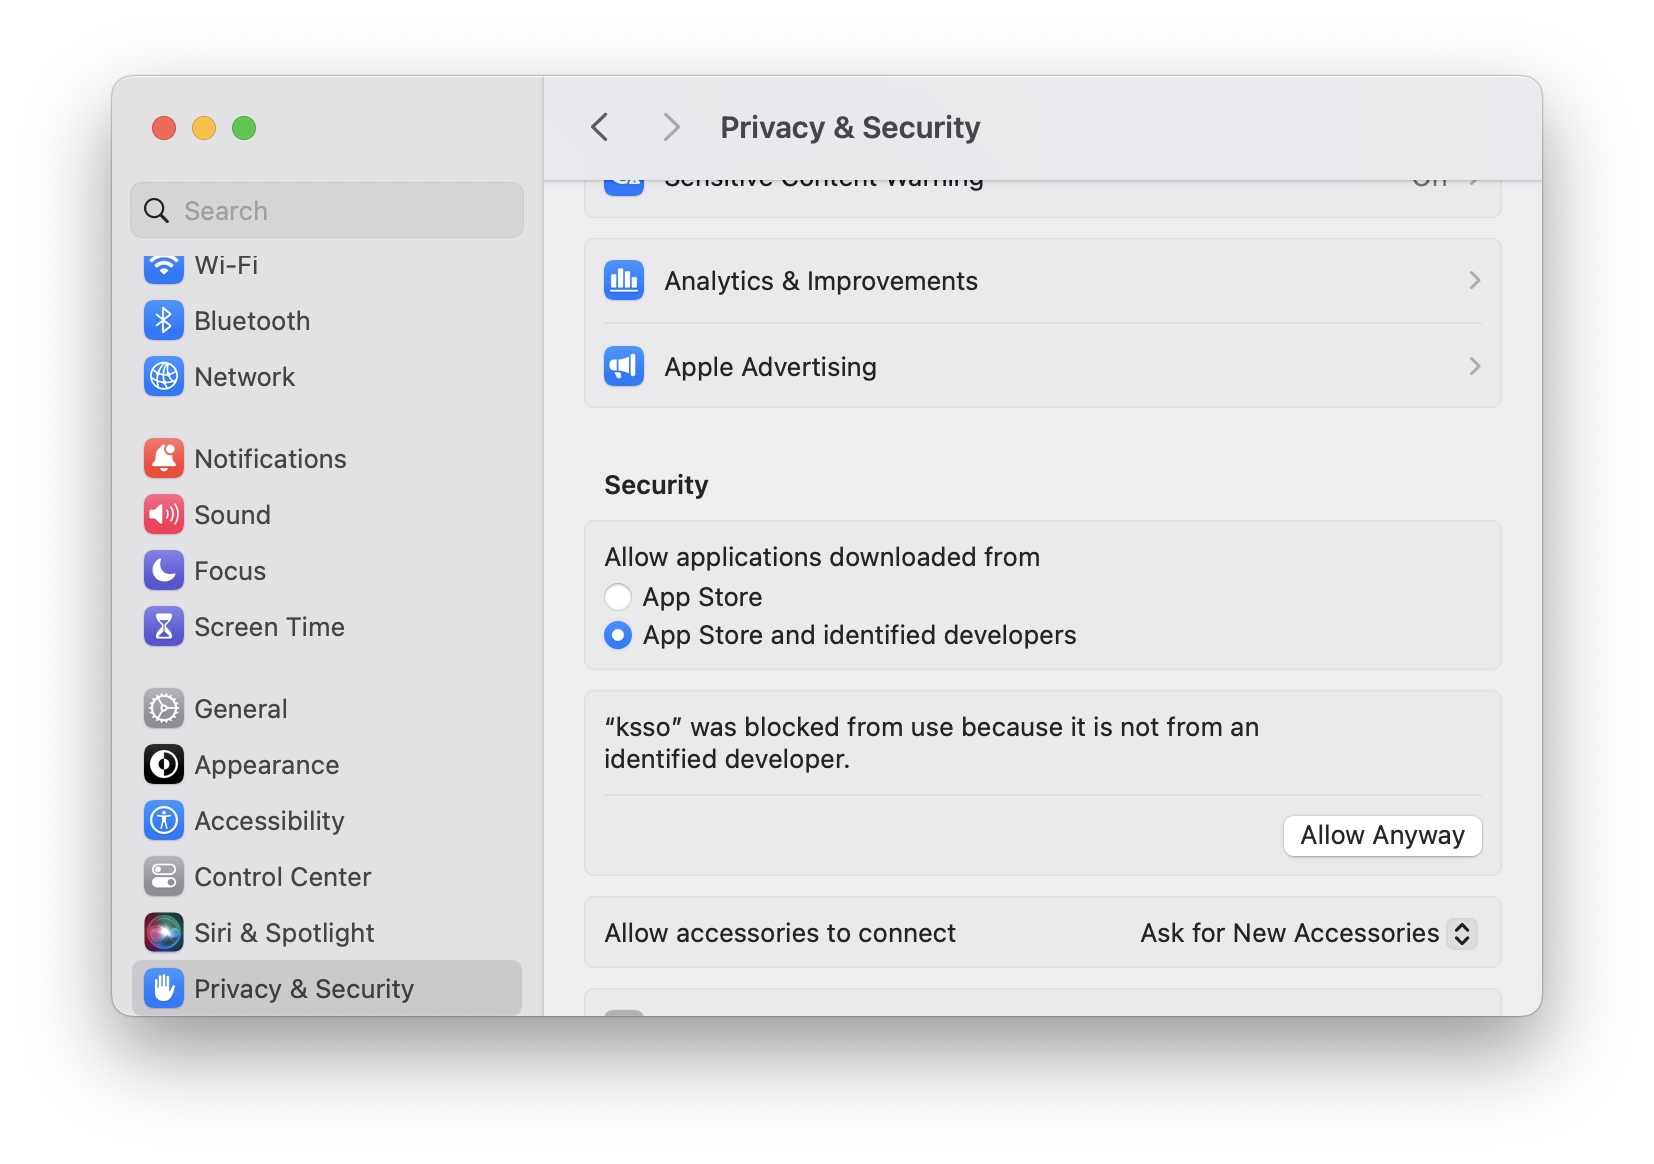 Search
Wi-Fi
Bluetooth
Network
Notifications
Sound
Focus
Screen Time
General
Appearance
Accessibility
Control Center
Siri & Spotlight
Privacy & Security
Privacy & Security
Sensitive Content Warning
Analytics & Improvements
Apple Advertising
Security
Allow applications downloaded from
App Store
App Store and identified developers
“ksso” was blocked from use because it is not from an
identified developer.
Allow Anyway
Allow accessories to connect
Ask for New Accessories